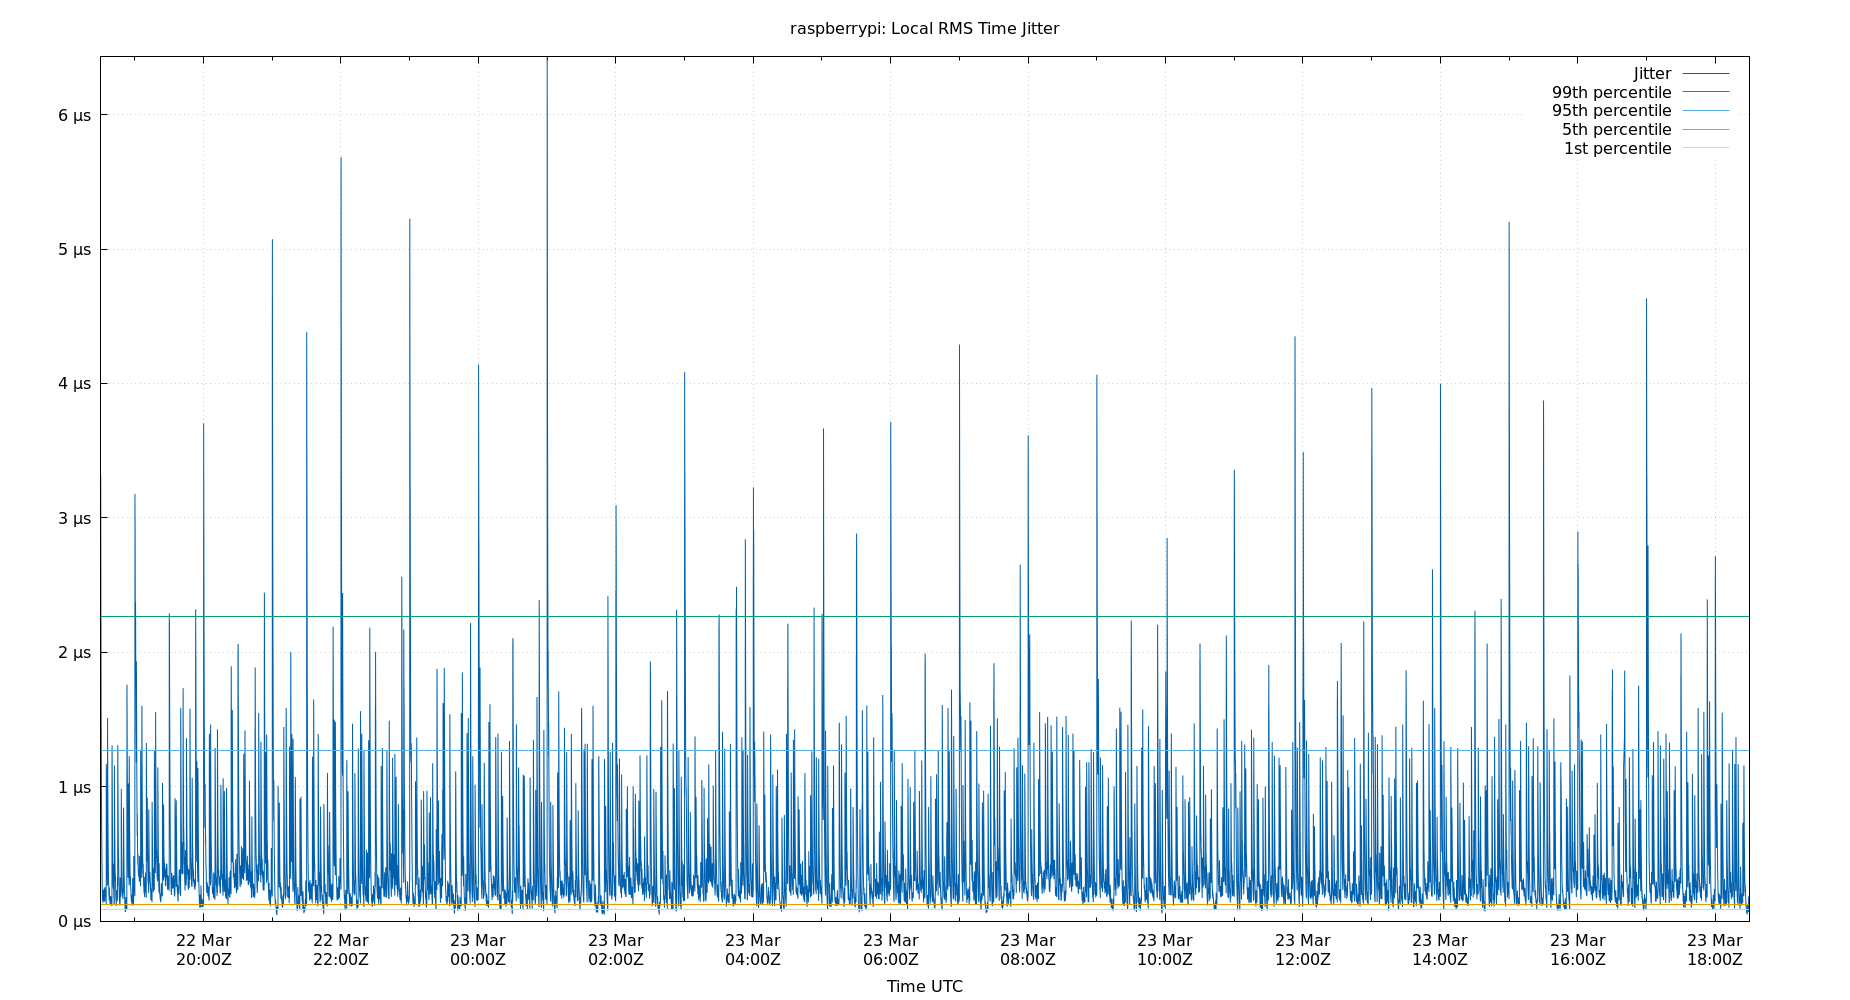 raspberrypi: Local RMS Time Jitter
Jitter
99th percentile
95th percentile
5th percentile
1st percentile
6 µs
5 µs
4 µs
3 µs
2 µs
1 µs
0 µs
22 Mar 22 Mar 23 Mar 23 Mar 23 Mar 23 Mar 23 Mar 23 Mar 23 Mar 23 Mar 23 Mar 23 Mar
20:00Z 22:00Z 00:00Z 02:00Z 04:00Z 06:00Z 08:00Z 10:00Z 12:00Z 14:00Z 16:00Z 18:00Z
Time UTC